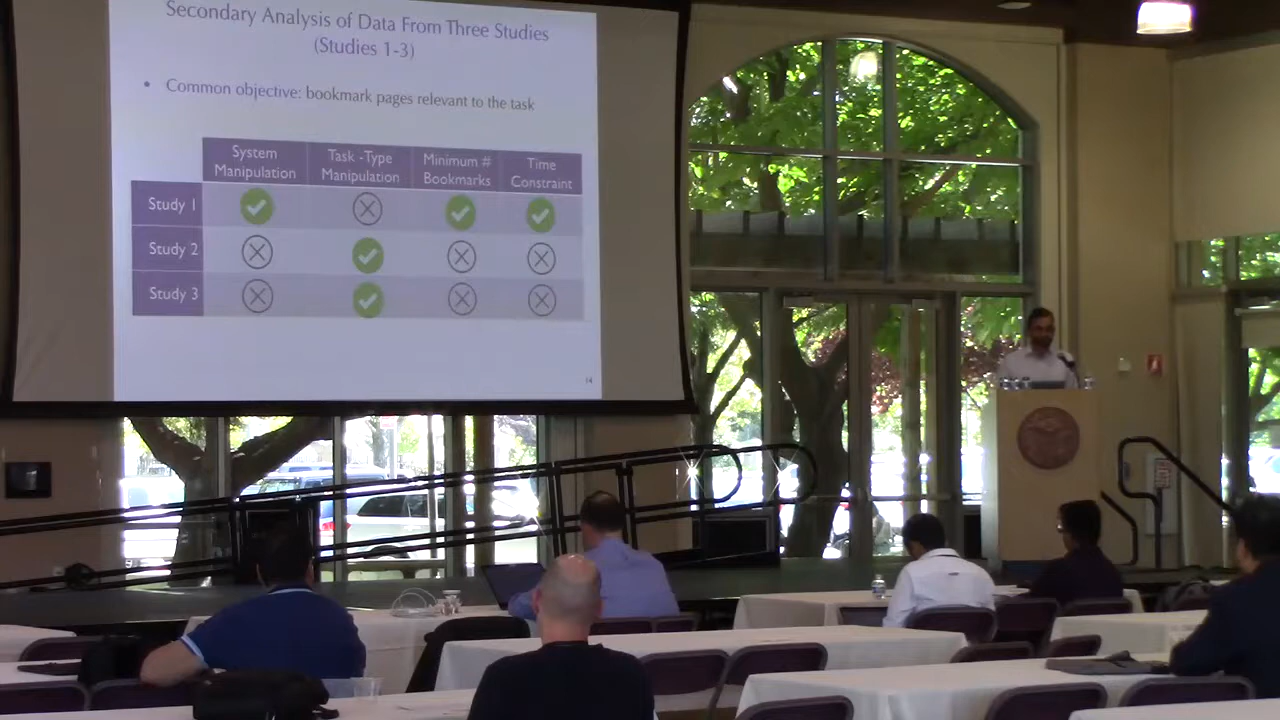 Secondary Analysis of Data From Three Studies
(Studies 1-3)
• Common objective: bookmark pages relevant to the task
System Manipulation
Task -Type Manipulation
Minimum # Bookmarks
Time Constraint
Study 1
Study 2
Study 3
14